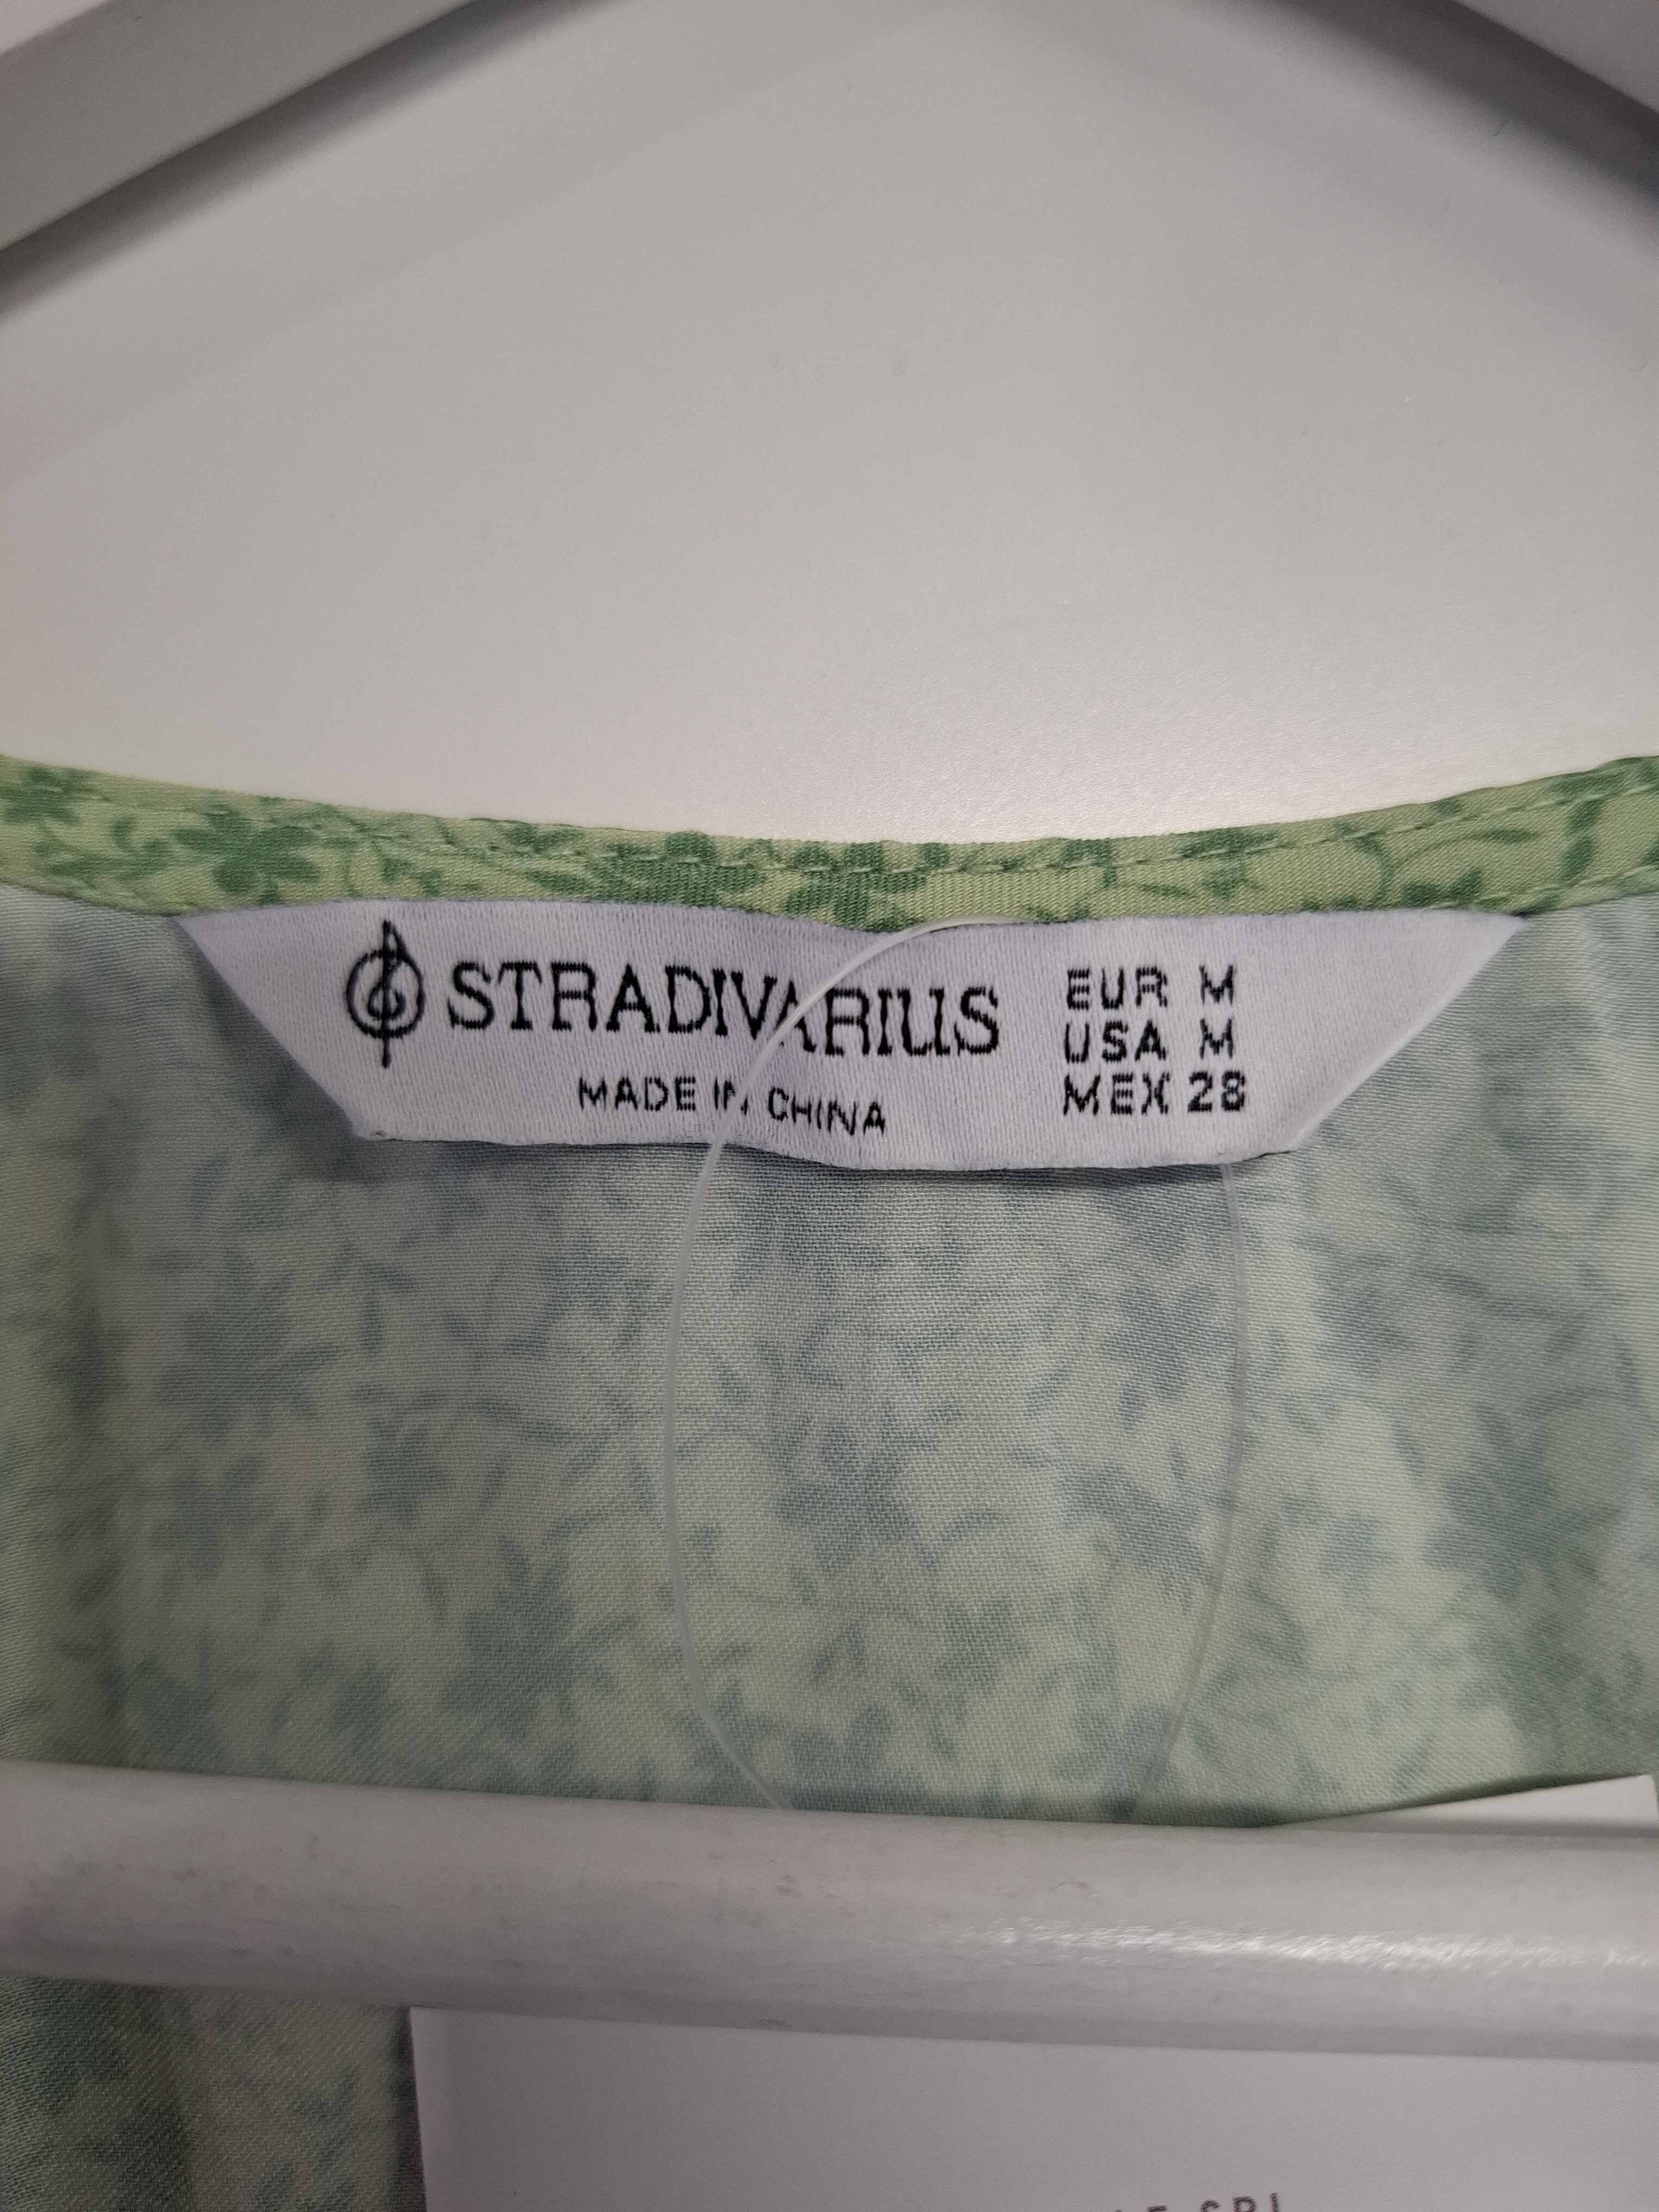 STRADIVARIUS
MADE IN CHINA
EUR M
USA M
MEX 28